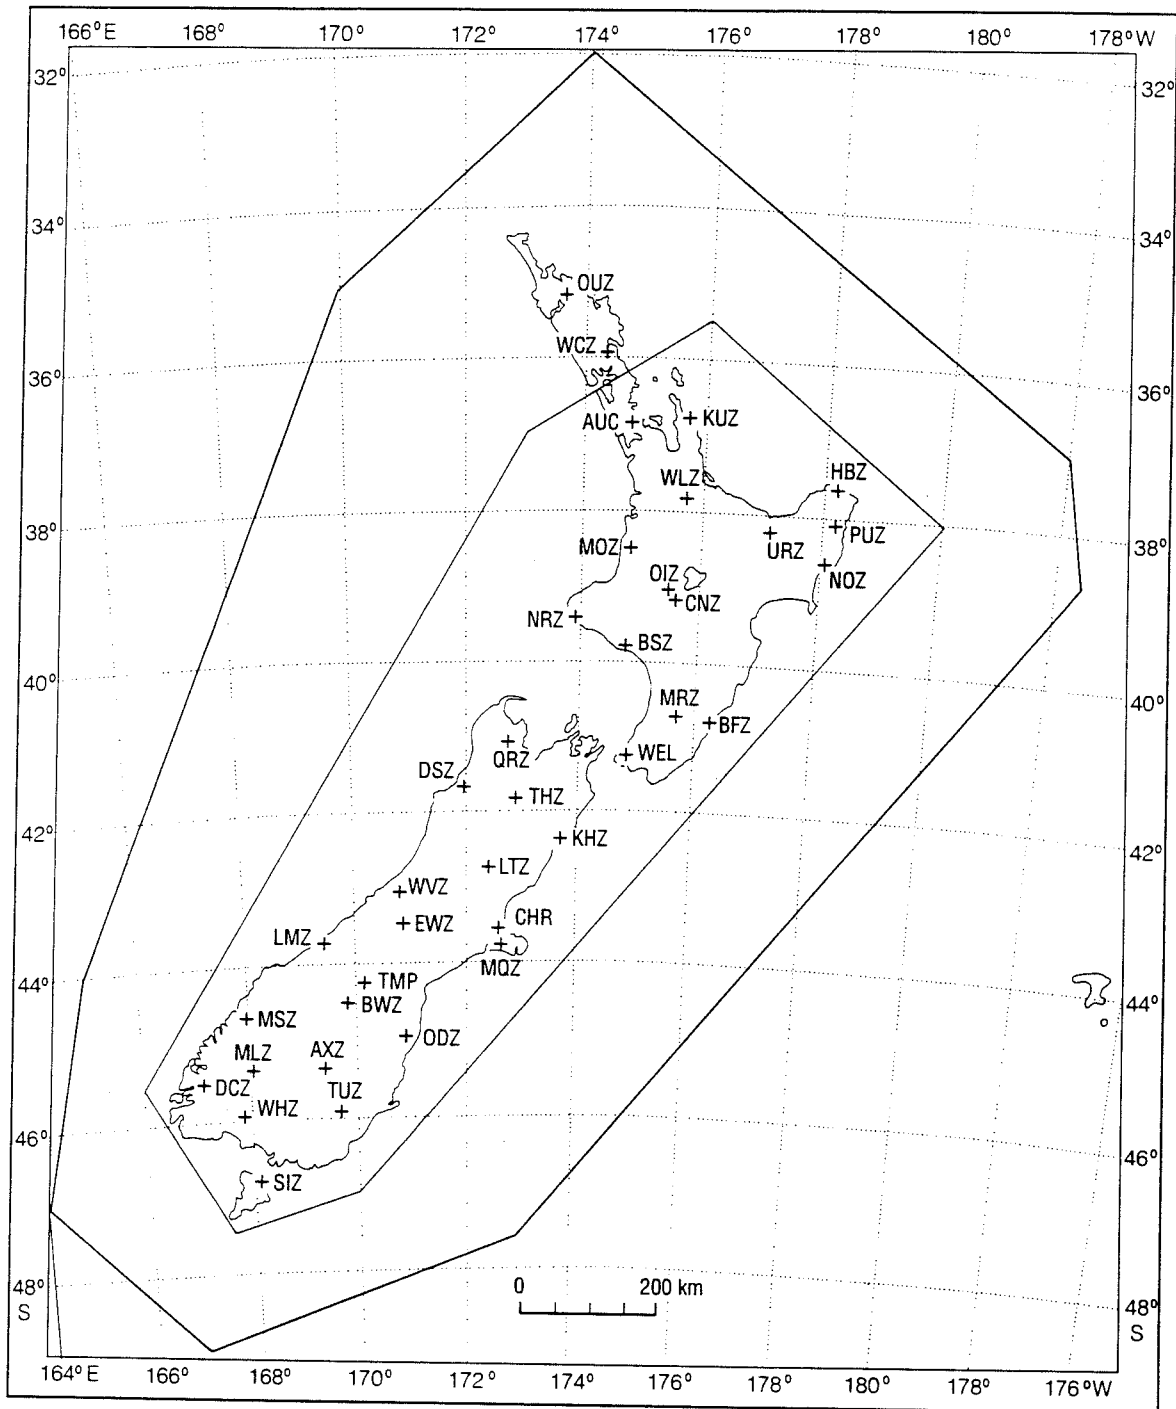 166°E 168° 170° 172° 174° 176° 178° 180° 178°W
32° 32°
34° 34°
OUZ
WCZ
36° 36°
AUC KUZ
WLZ HBZ
38° MOZ URZ PUZ 38°
OIZ NOZ
CNZ
NRZ
BSZ
40° MRZ 40°
BFZ
QRZ WEL
DSZ
THZ
42° KHZ 42°
LTZ
WVZ
EWZ CHR
LMZ
MQZ
44° TMP 44°
BWZ
MSZ
ODZ
MLZ AXZ
DCZ TUZ
WHZ
46° 46°
SIZ
48° 0 200 km 48°
S S
164°E 166° 168° 170° 172° 174° 176° 178° 180° 178° 176°W